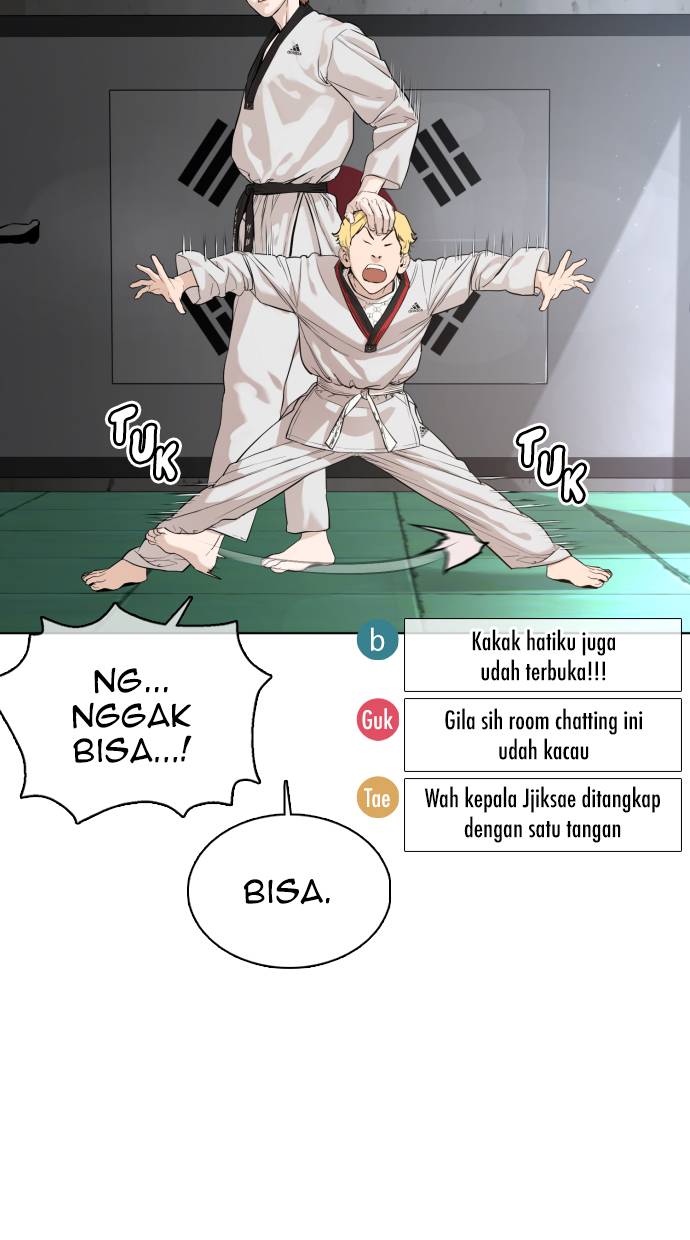 TUK
TUK
NG...
NGGAK
BISA...!
b
Kakak hatiku juga
udah terbuka!!!
Guk
Gila sih room chatting ini
udah kacau
Tae
Wah kepala Jjiksae ditangkap
dengan satu tangan
BISA.